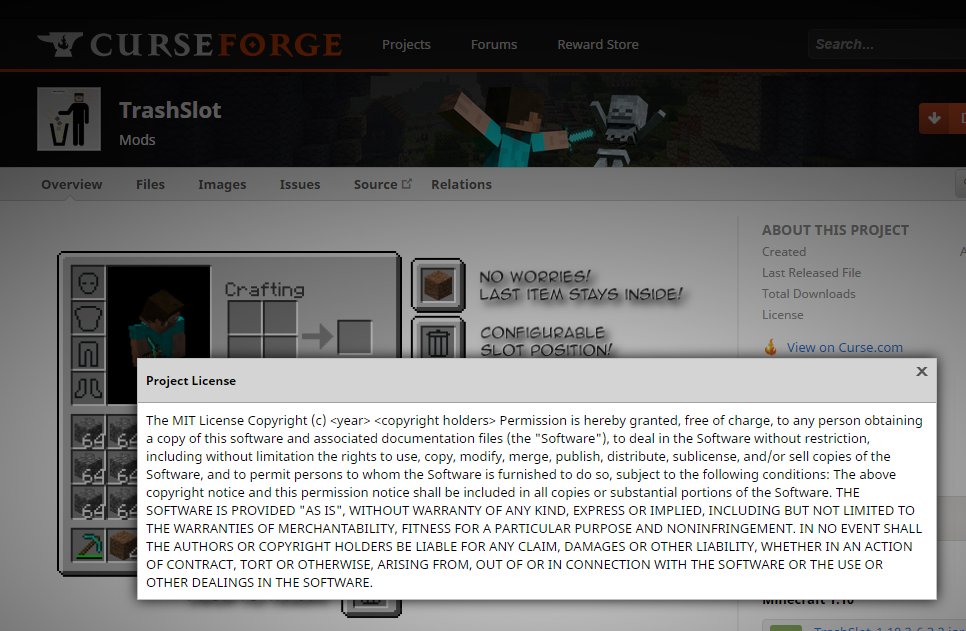 CURSEFORGE
Projects
Forums
Reward Store
Search...
TrashSlot
Mods
Overview
Files
Images
Issues
Source
Relations
ABOUT THIS PROJECT
Created
Last Released File
Total Downloads
License
View on Curse.com
Crafting
NO WORRIES!
LAST ITEM STAYS INSIDE!
CONFIGURABLE
SLOT POSITION!
64
64
64
64
64
64
Project License
The MIT License Copyright (c) <year> <copyright holders> Permission is hereby granted, free of charge, to any person obtaining
a copy of this software and associated documentation files (the "Software"), to deal in the Software without restriction,
including without limitation the rights to use, copy, modify, merge, publish, distribute, sublicense, and/or sell copies of the
Software, and to permit persons to whom the Software is furnished to do so, subject to the following conditions: The above
copyright notice and this permission notice shall be included in all copies or substantial portions of the Software. THE
SOFTWARE IS PROVIDED "AS IS", WITHOUT WARRANTY OF ANY KIND, EXPRESS OR IMPLIED, INCLUDING BUT NOT LIMITED TO
THE WARRANTIES OF MERCHANTABILITY, FITNESS FOR A PARTICULAR PURPOSE AND NONINFRINGEMENT. IN NO EVENT SHALL
THE AUTHORS OR COPYRIGHT HOLDERS BE LIABLE FOR ANY CLAIM, DAMAGES OR OTHER LIABILITY, WHETHER IN AN ACTION
OF CONTRACT, TORT OR OTHERWISE, ARISING FROM, OUT OF OR IN CONNECTION WITH THE SOFTWARE OR THE USE OR
OTHER DEALINGS IN THE SOFTWARE.
Minecraft 1.10